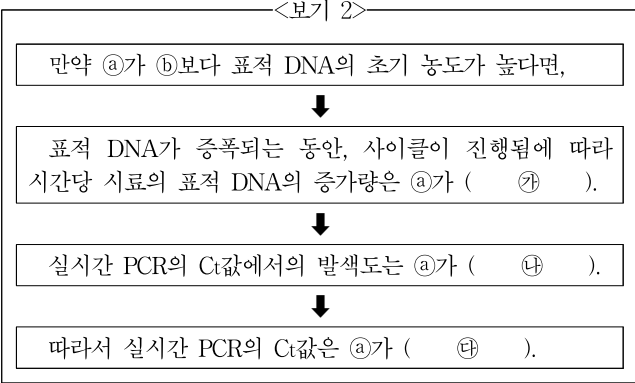 <보기 2>
만약 ⓐ가 ⓑ보다 표적 DNA의 초기 농도가 높다면,
표적 DNA가 증폭되는 동안, 사이클이 진행됨에 따라
시간당 시료의 표적 DNA의 증가량은 ⓐ가 ( ㉮ ).
실시간 PCR의 Ct값에서의 발색도는 ⓐ가 ( ㉯ ).
따라서 실시간 PCR의 Ct값은 ⓐ가 ( ㉰ ).